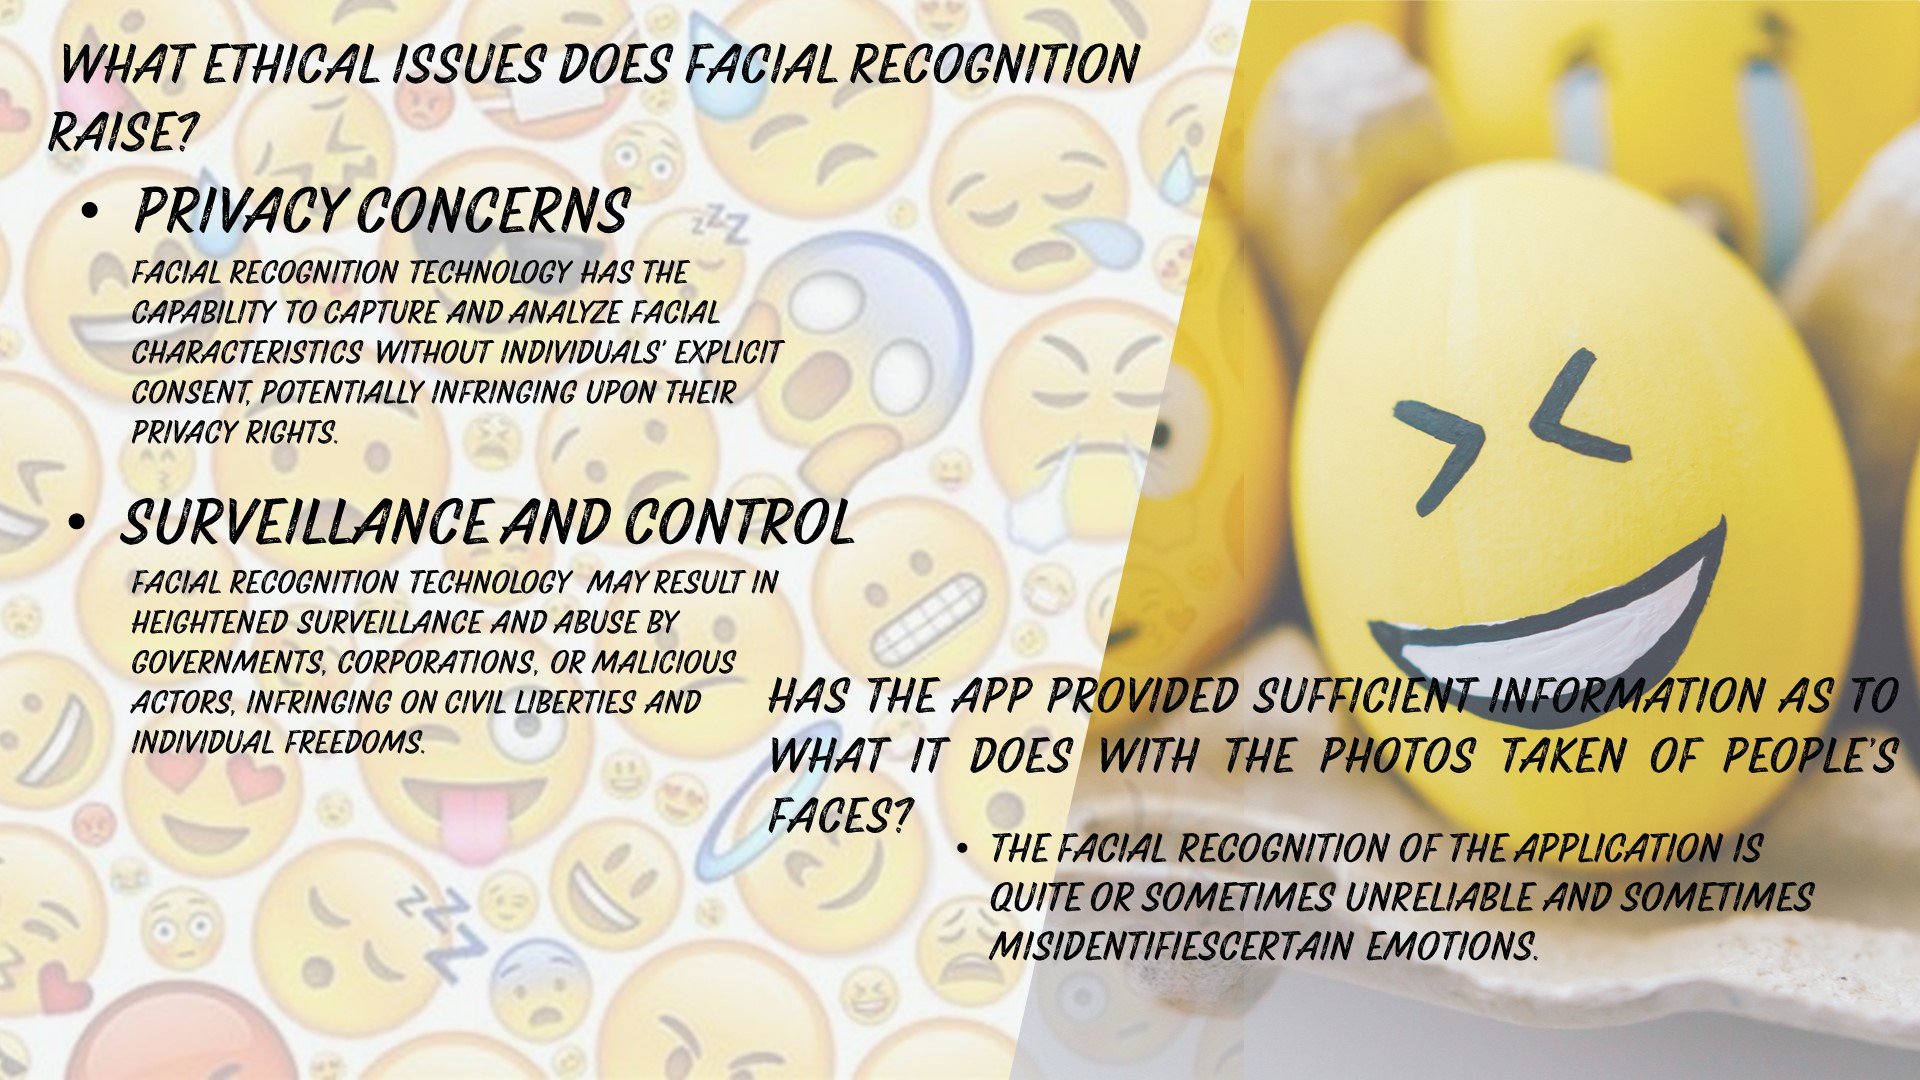 WHAT ETHICAL ISSUES DOES FACIAL RECOGNITION
RAISE?
• PRIVACY CONCERNS
FACIAL RECOGNITION TECHNOLOGY HAS THE
CAPABILITY TO CAPTURE AND ANALYZE FACIAL
CHARACTERISTICS WITHOUT INDIVIDUALS' EXPLICIT
CONSENT, POTENTIALLY INFRINGING UPON THEIR
PRIVACY RIGHTS.
• SURVEILLANCE AND CONTROL
FACIAL RECOGNITION TECHNOLOGY MAY RESULT IN
HEIGHTENED SURVEILLANCE AND ABUSE BY
GOVERNMENTS, CORPORATIONS, OR MALICIOUS
ACTORS, INFRINGING ON CIVIL LIBERTIES AND
INDIVIDUAL FREEDOMS.
HAS THE APP PROVIDED SUFFICIENT INFORMATION AS TO
WHAT IT DOES WITH THE PHOTOS TAKEN OF PEOPLE'S
FACES?
• THE FACIAL RECOGNITION OF THE APPLICATION IS
QUITE OR SOMETIMES UNRELIABLE AND SOMETIMES
MISIDENTIFIESCERTAIN EMOTIONS.